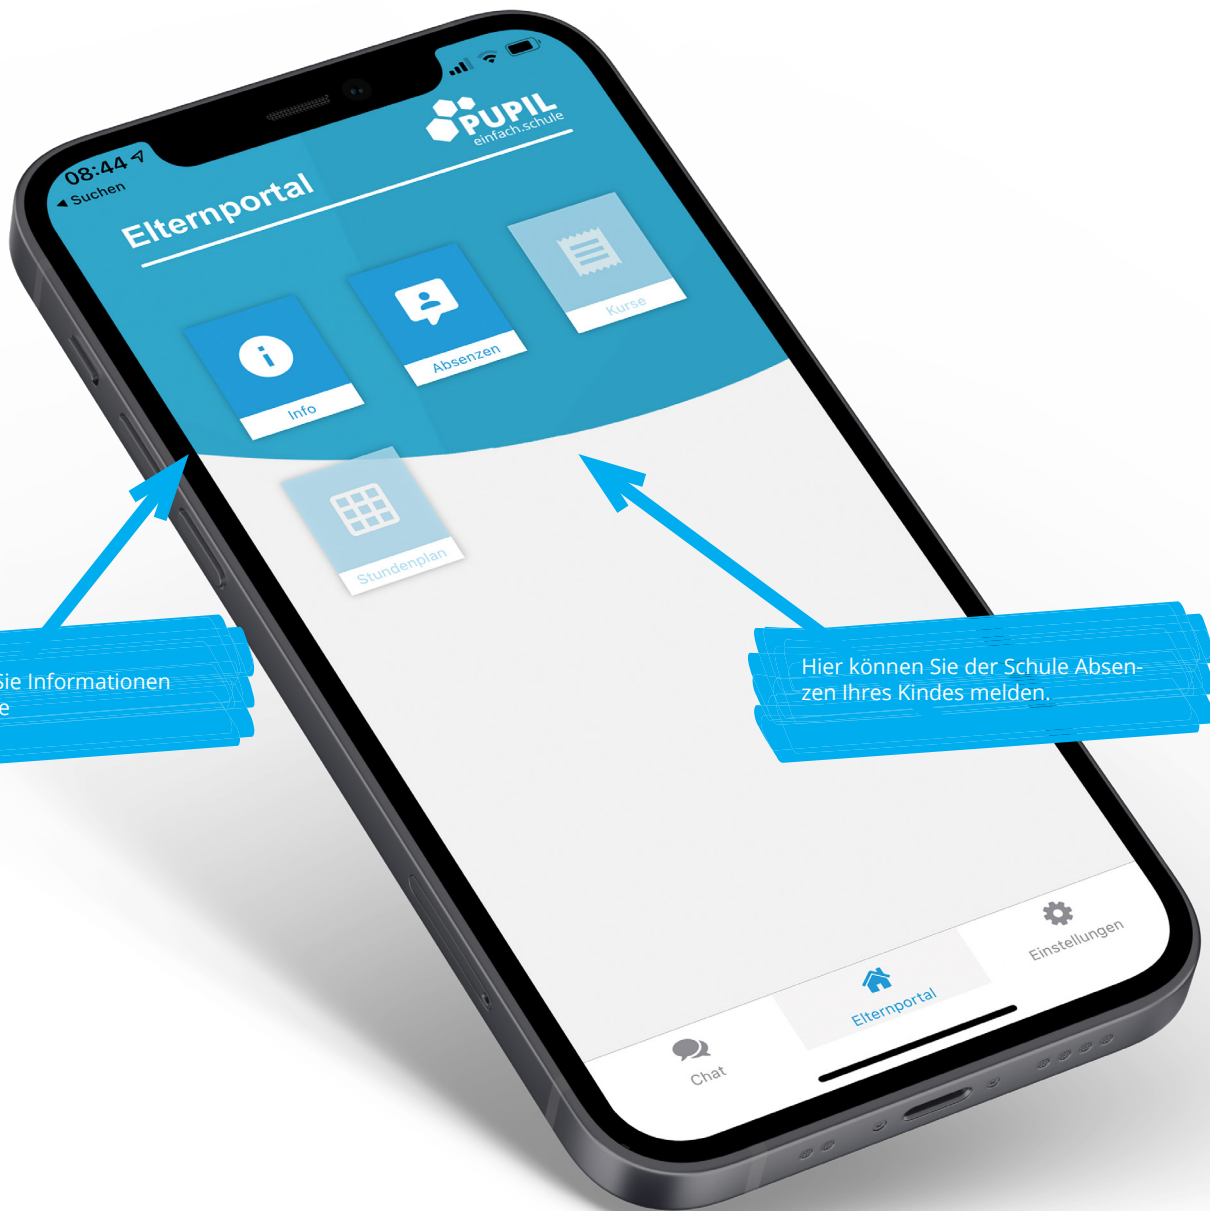 08:44
Suchen
PUPIL
einfach.schule
Elternportal
Info
Absenzen
Kurse
Stundenplan
Sie Informationen
e
Hier können Sie der Schule Absen-
zen Ihres Kindes melden.
Chat
Elternportal
Einstellungen